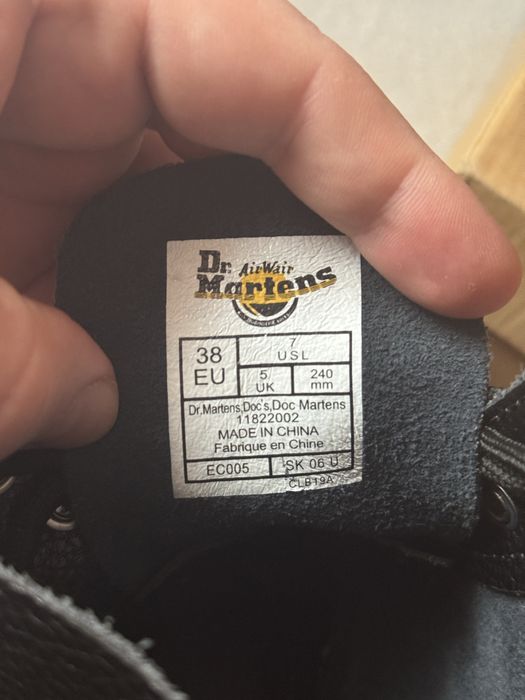 Dr. AirWair
Martens
38
EU
7
USL
5
UK
240
mm
Dr.Martens,Doc's,Doc Martens
11822002
MADE IN CHINA
Fabrique en Chine
EC005
SK 06 U
CLB19A